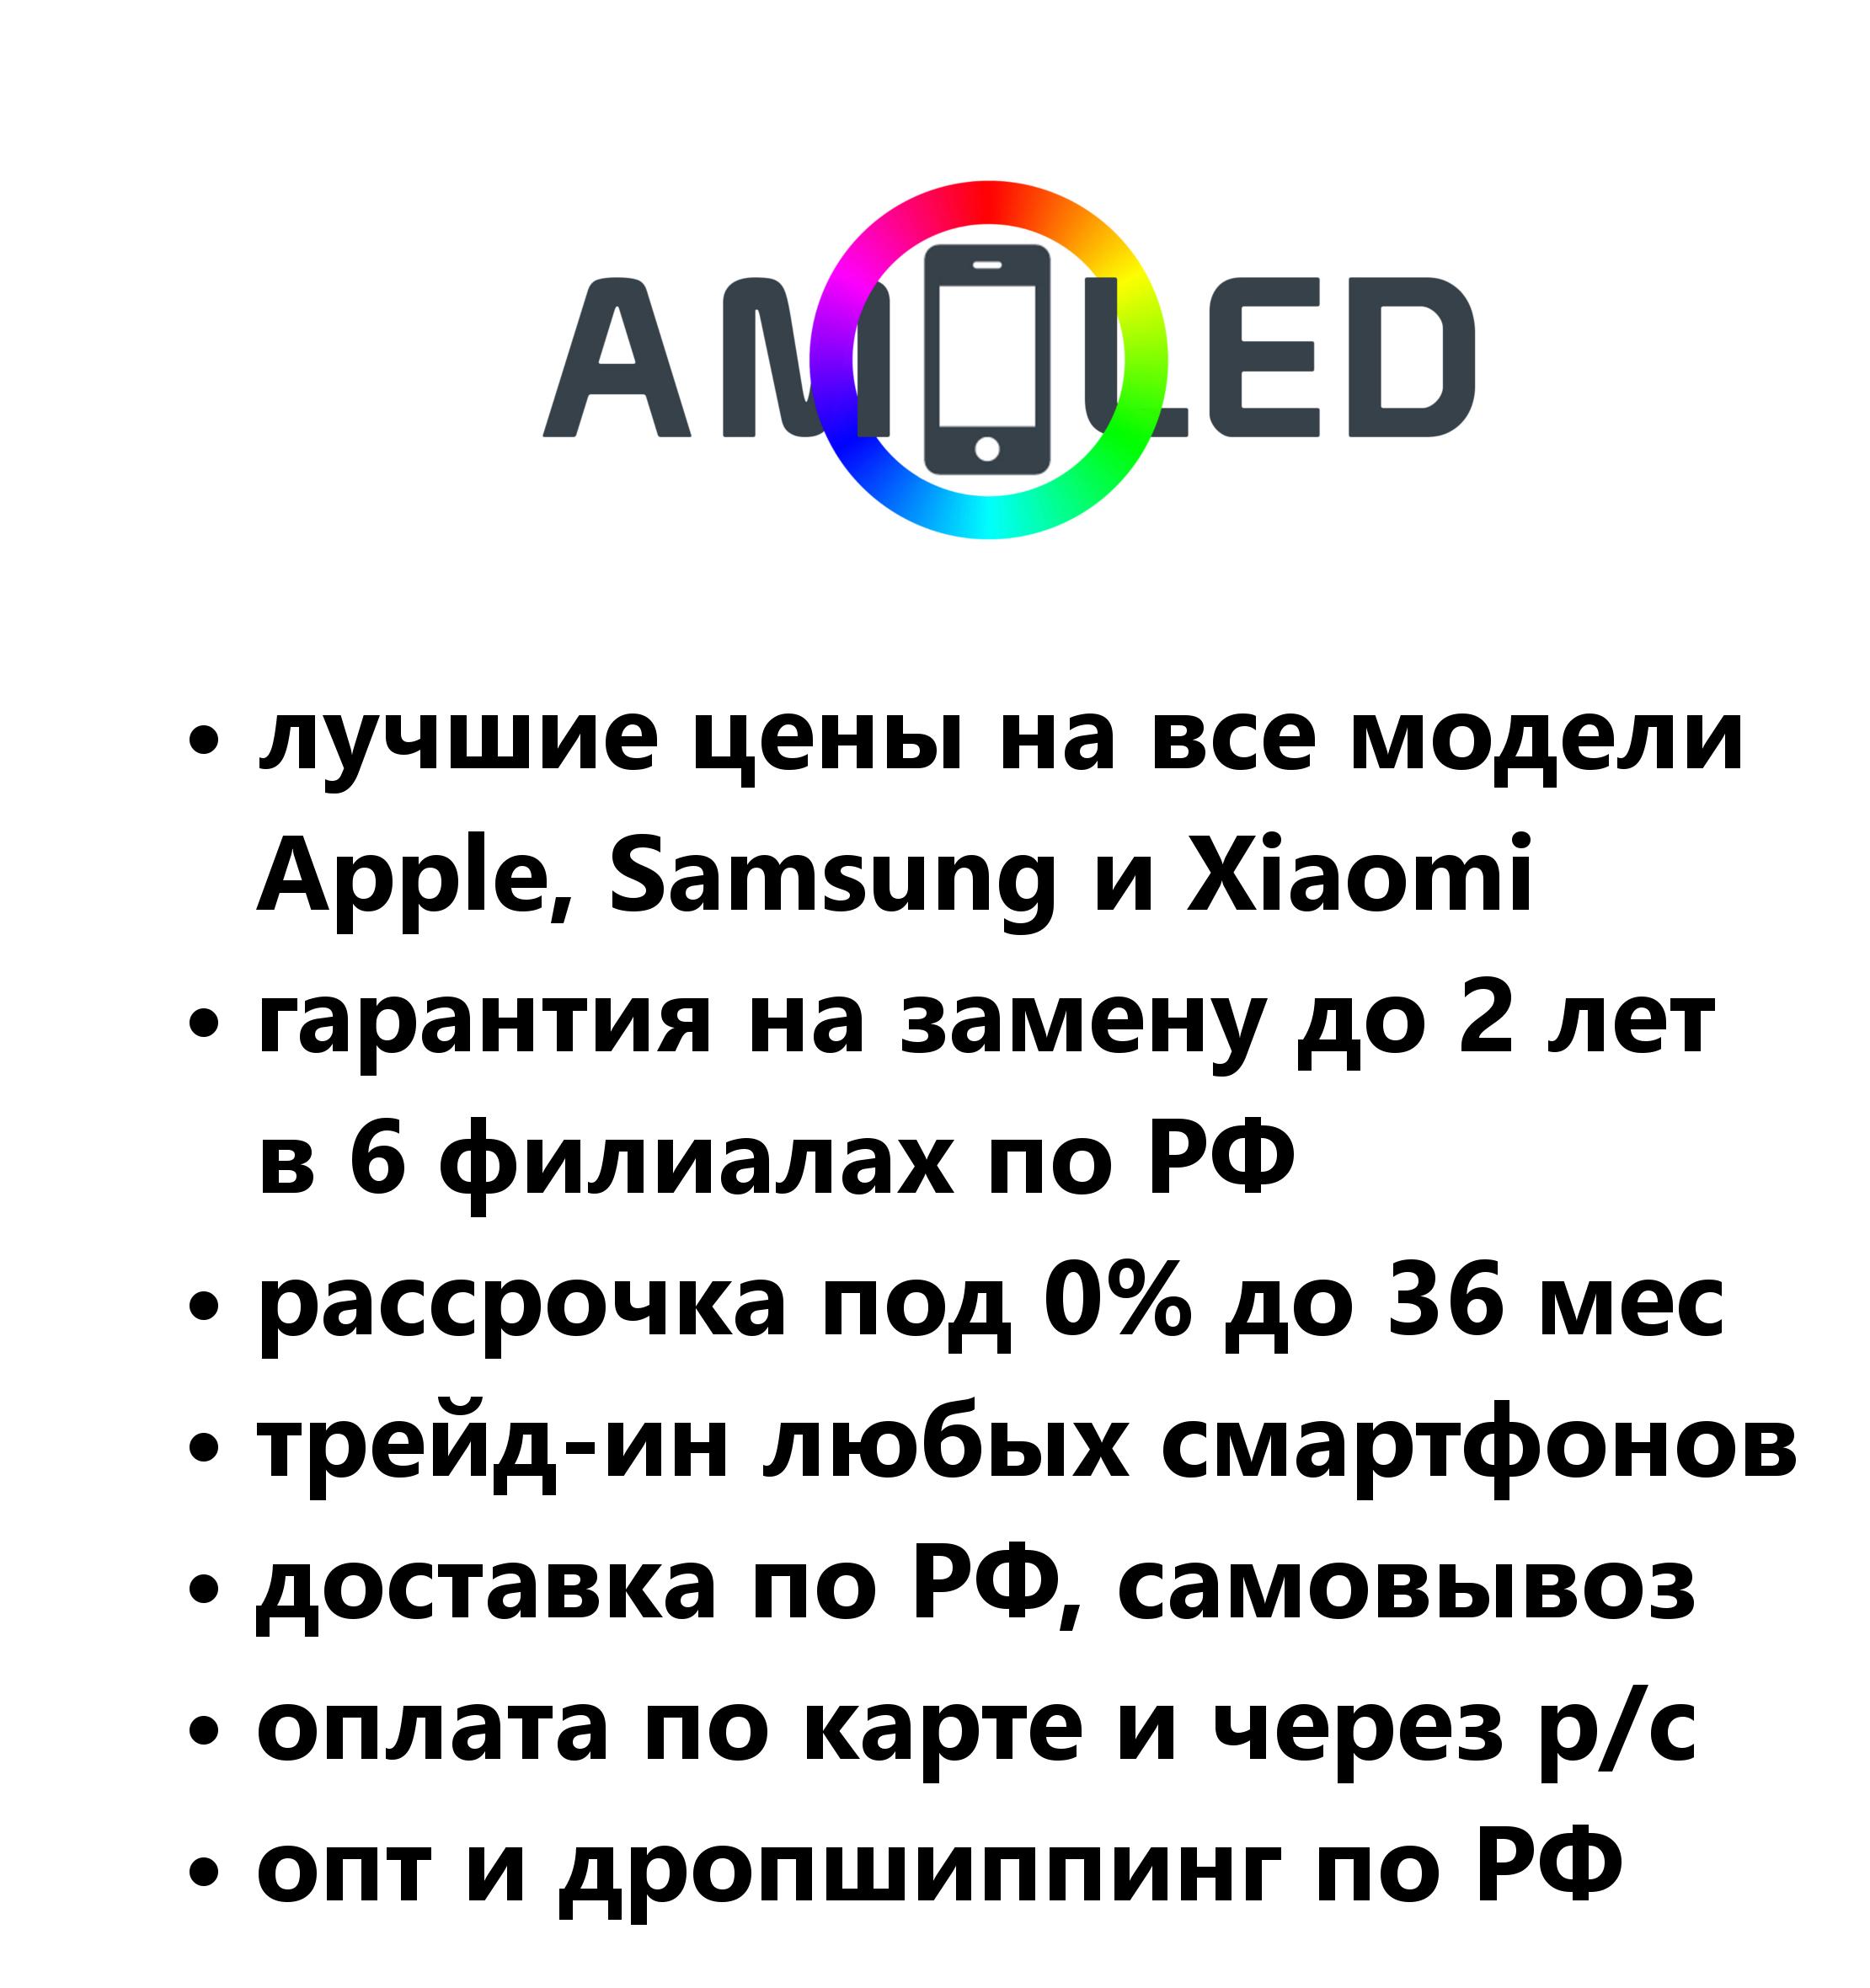 AMOLED
• лучшие цены на все модели
Apple, Samsung и Xiaomi
• гарантия на замену до 2 лет
в 6 филиалах по РФ
• рассрочка под 0% до 36 мес
• трейд-ин любых смартфонов
• доставка по РФ, самовывоз
• оплата по карте и через р/с
• опт и дропшиппинг по РФ